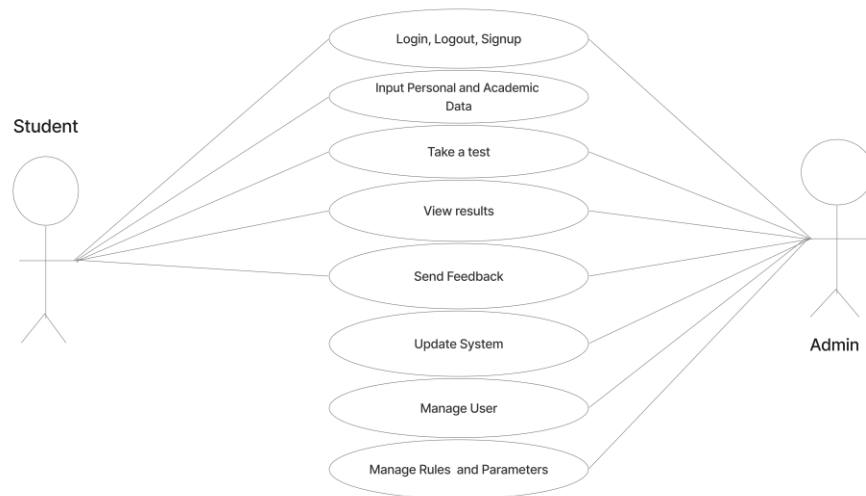 Login, Logout, Signup
Input Personal and Academic
Data
Student
Take a test
View results
Send Feedback
Update System
Admin
Manage User
Manage Rules and Parameters